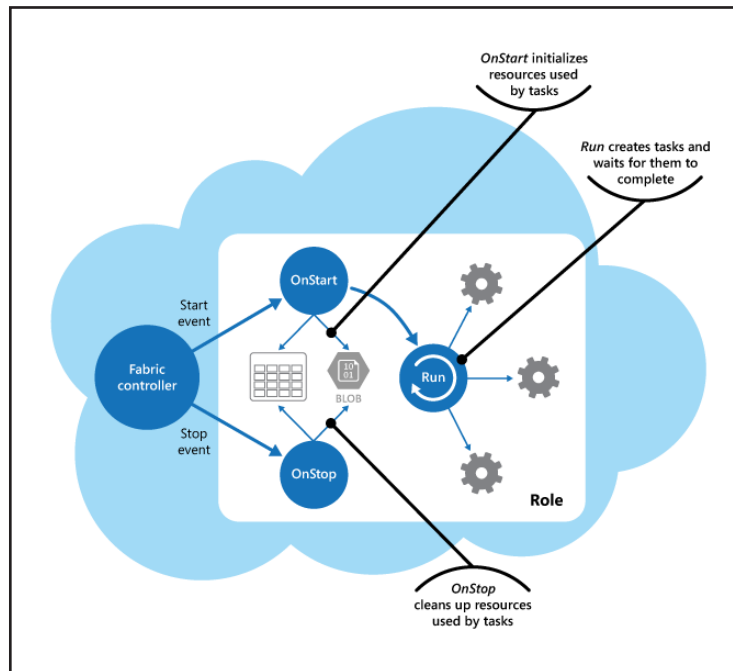 OnStart initializes
resources used
by tasks
Run creates tasks and
waits for them to
complete
OnStart
Start
event
Fabric
controller
10
01
BLOB
Run
Stop
event
OnStop
Role
OnStop
cleans up resources
used by tasks